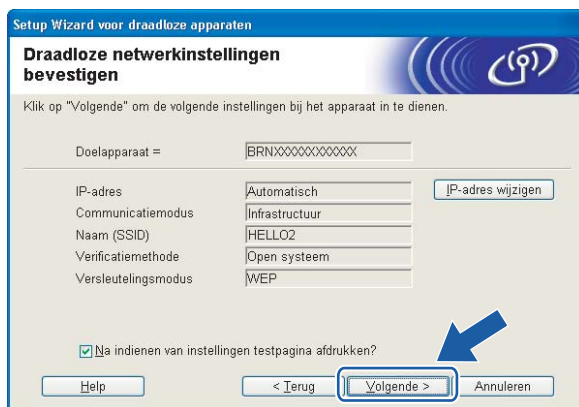 Setup Wizard voor draadloze apparaten
Draadloze netwerkinstellingen
bevestigen
Klik op "Volgende" om de volgende instellingen bij het apparaat in te dienen.
Doelapparaat = BRNXXXXXXXXXXXX
IP-adres Automatisch IP-adres wijzigen
Communicatiemodus Infrastructuur
Naam (SSID) HELLO2
Verificatiemethode Open systeem
Versleutelingsmodus WEP
Na indienen van instellingen testpagina afdrukken?
Help < Terug Volgende > Annuleren